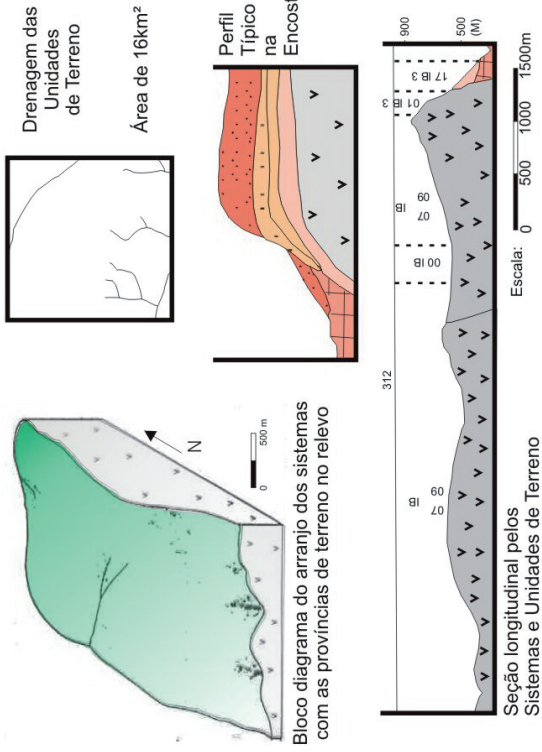 Drenagem das
Unidades
de Terreno
Área de 16km²
N
0 500 m
Bloco diagrama do arranjo dos sistemas
com as províncias de terreno no relevo
Perfil
Típico
na
312
07
09
IB
00 IB
07
09
IB
01 IB 3
17 IB 3
900
500
(M)
Seção longitudinal pelos
Sistemas e Unidades de Terreno
Escala:
0 500 1000 1500m